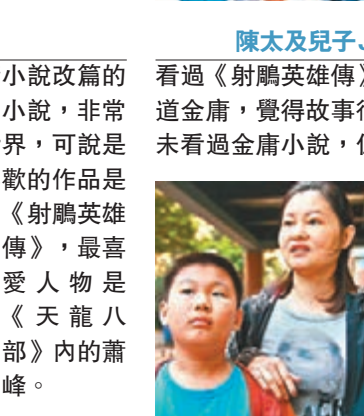 小說改篇的
小說，非常
界，可說是
歡的作品是
《射鵰英雄
傳》，最喜
愛人物是
《天龍八
部》內的蕭
峰。
陳太及兒子
看過《射鵰英雄傳》
道金庸，覺得故事
未看過金庸小說，